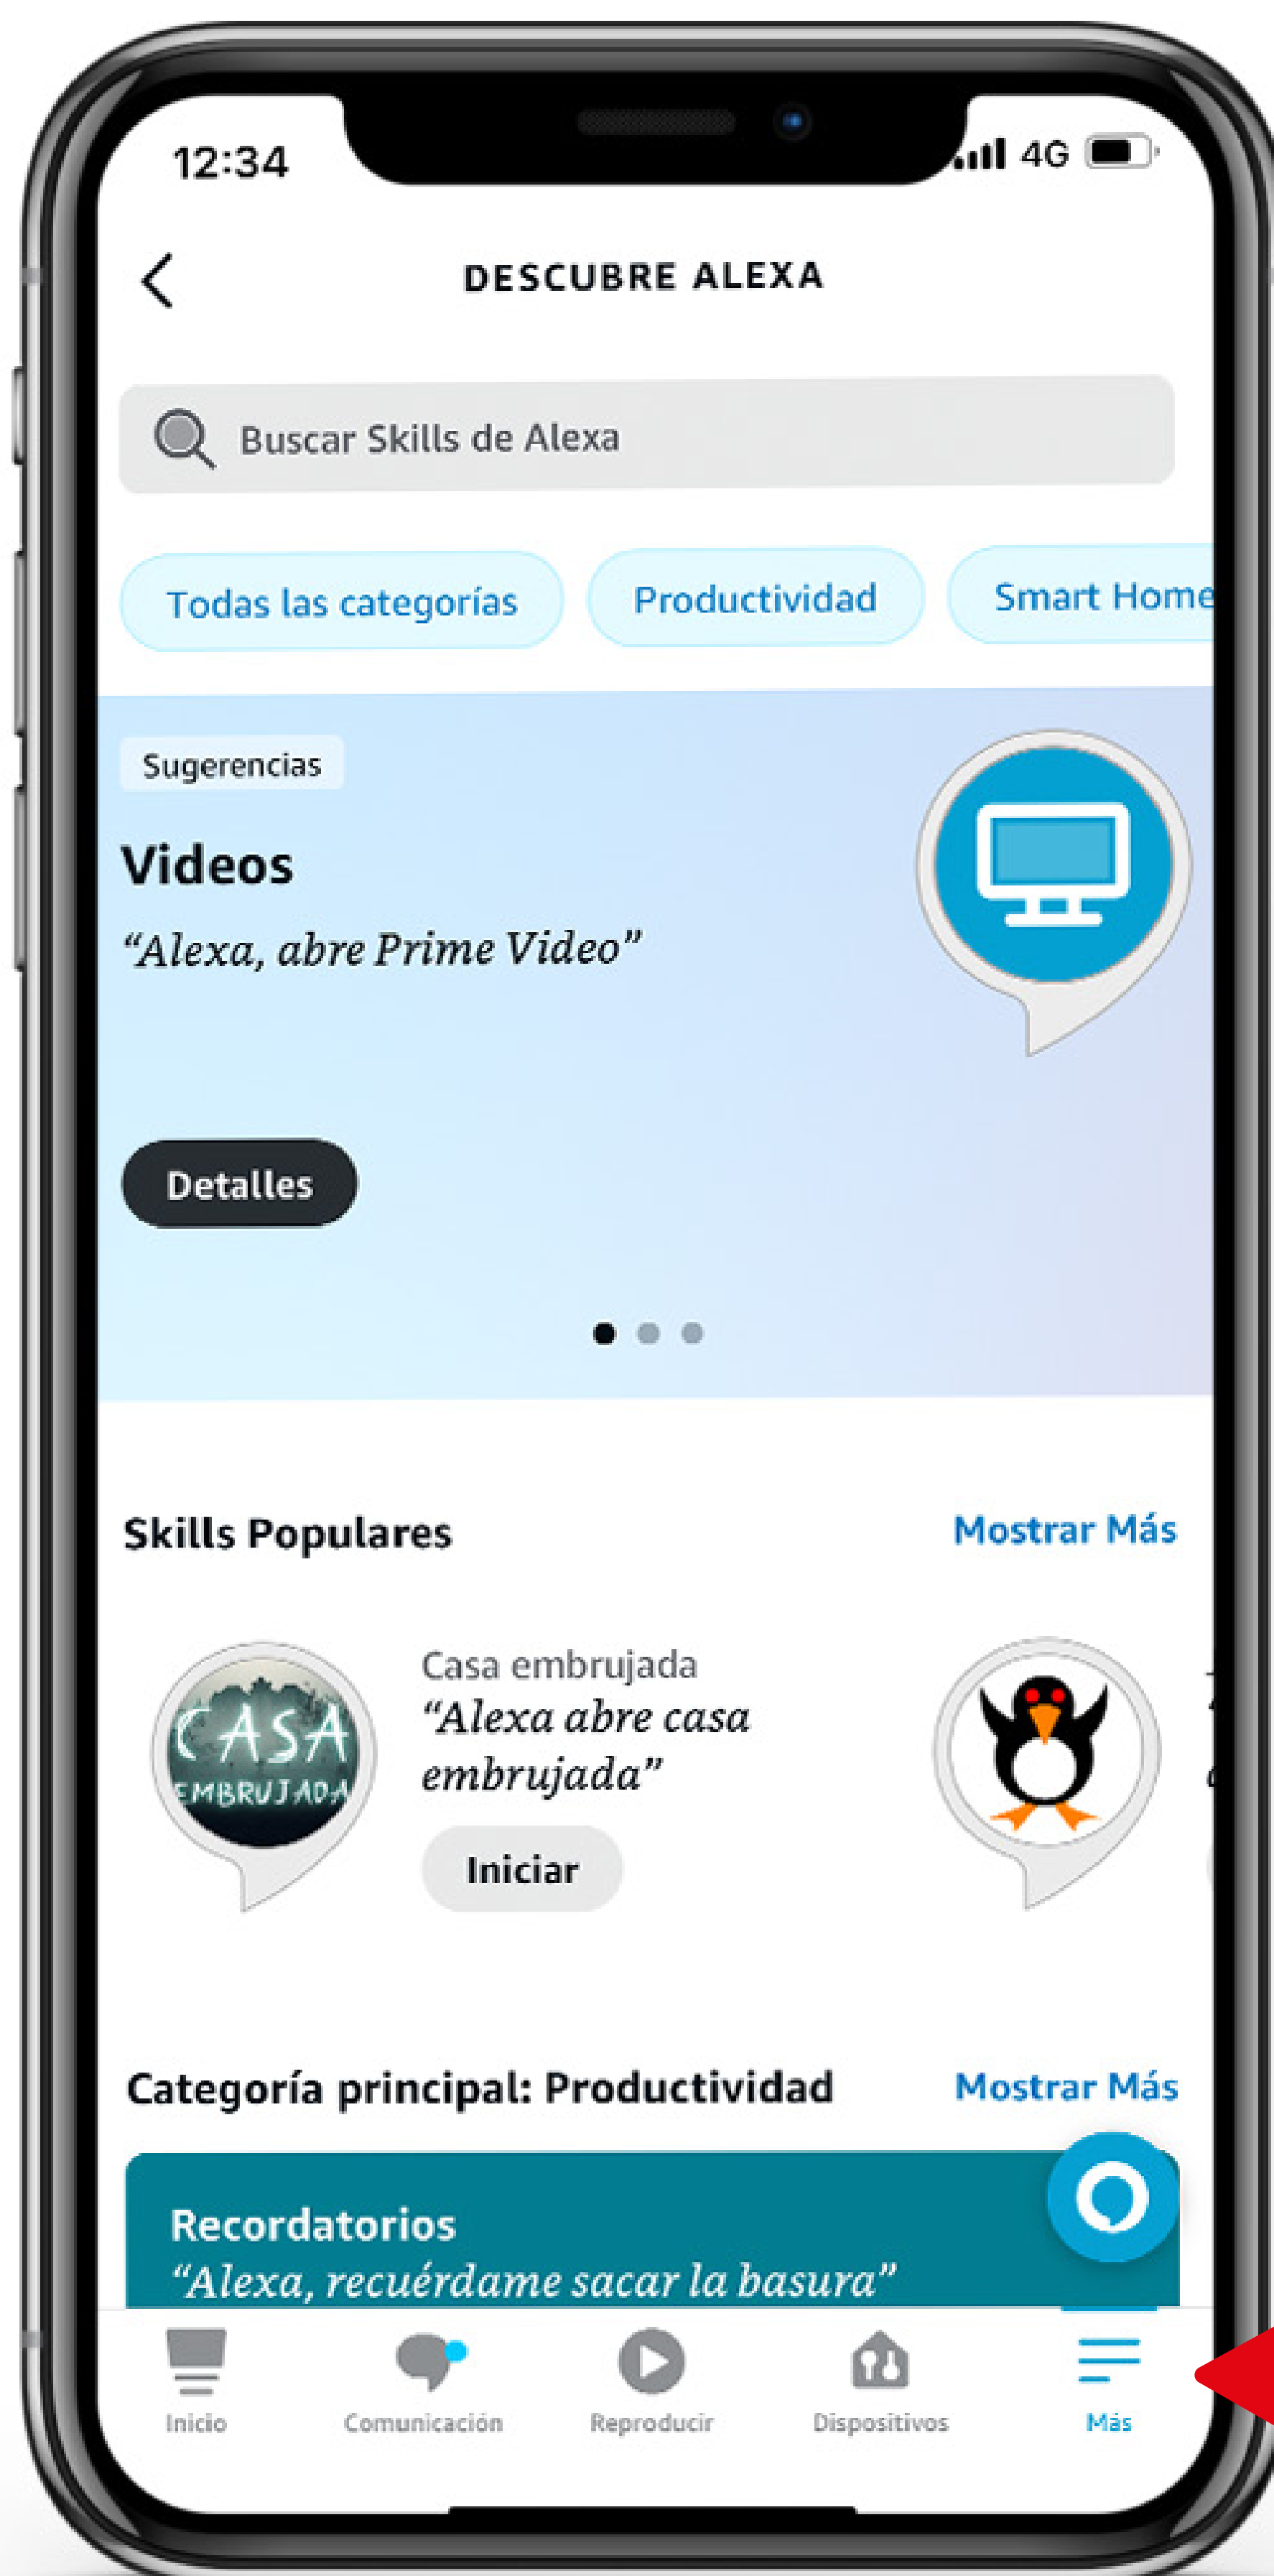 12:34
4G
DESCUBRE ALEXA
Buscar Skills de Alexa
Todas las categorías
Productividad
Smart Home
Sugerencias
Videos
“Alexa, abre Prime Video”
Detalles
Skills Populares
Mostrar Más
CASA
EMBRUJADA
Casa embrujada
“Alexa abre casa
embrujada”
Iniciar
Categoría principal: Productividad
Mostrar Más
Recordatorios
“Alexa, recuérdame sacar la basura”
Inicio
Comunicación
Reproducir
Dispositivos
Más